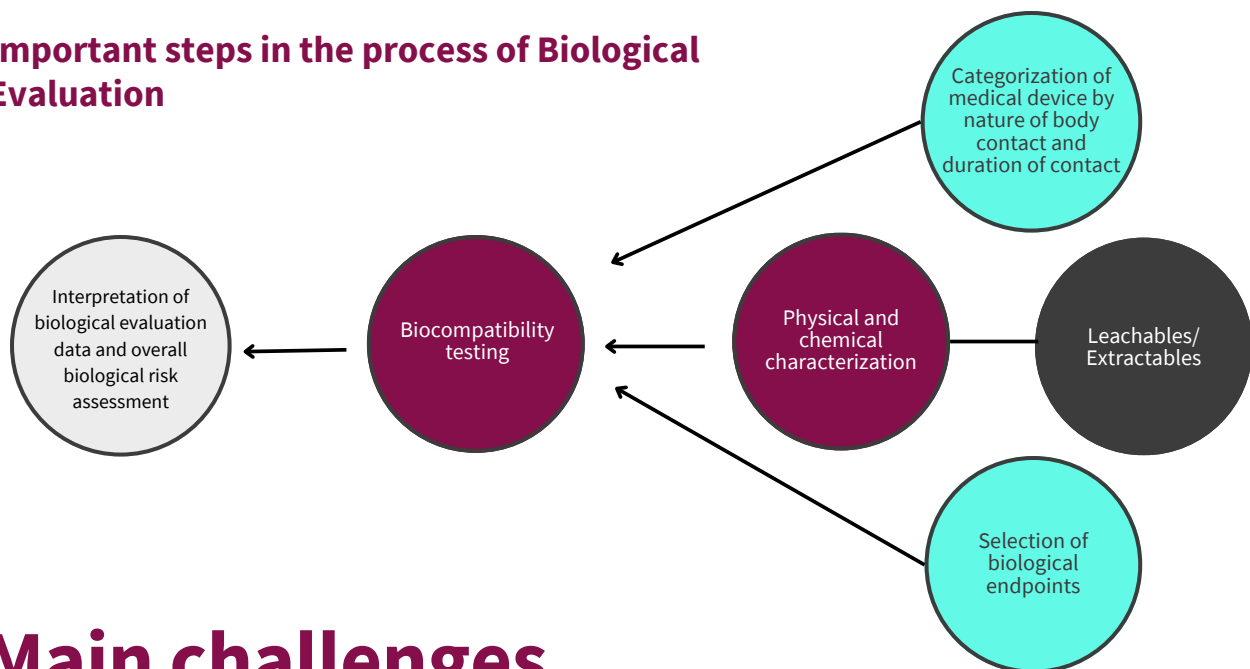 Important steps in the process of Biological
Evaluation
Categorization of
medical device by
nature of body
contact and
duration of contact
Interpretation of
biological evaluation
data and overall
biological risk
assessment
Biocompatibility
testing
Physical and
chemical
characterization
Leachables/
Extractables
Selection of
biological
endpoints
Main challenges